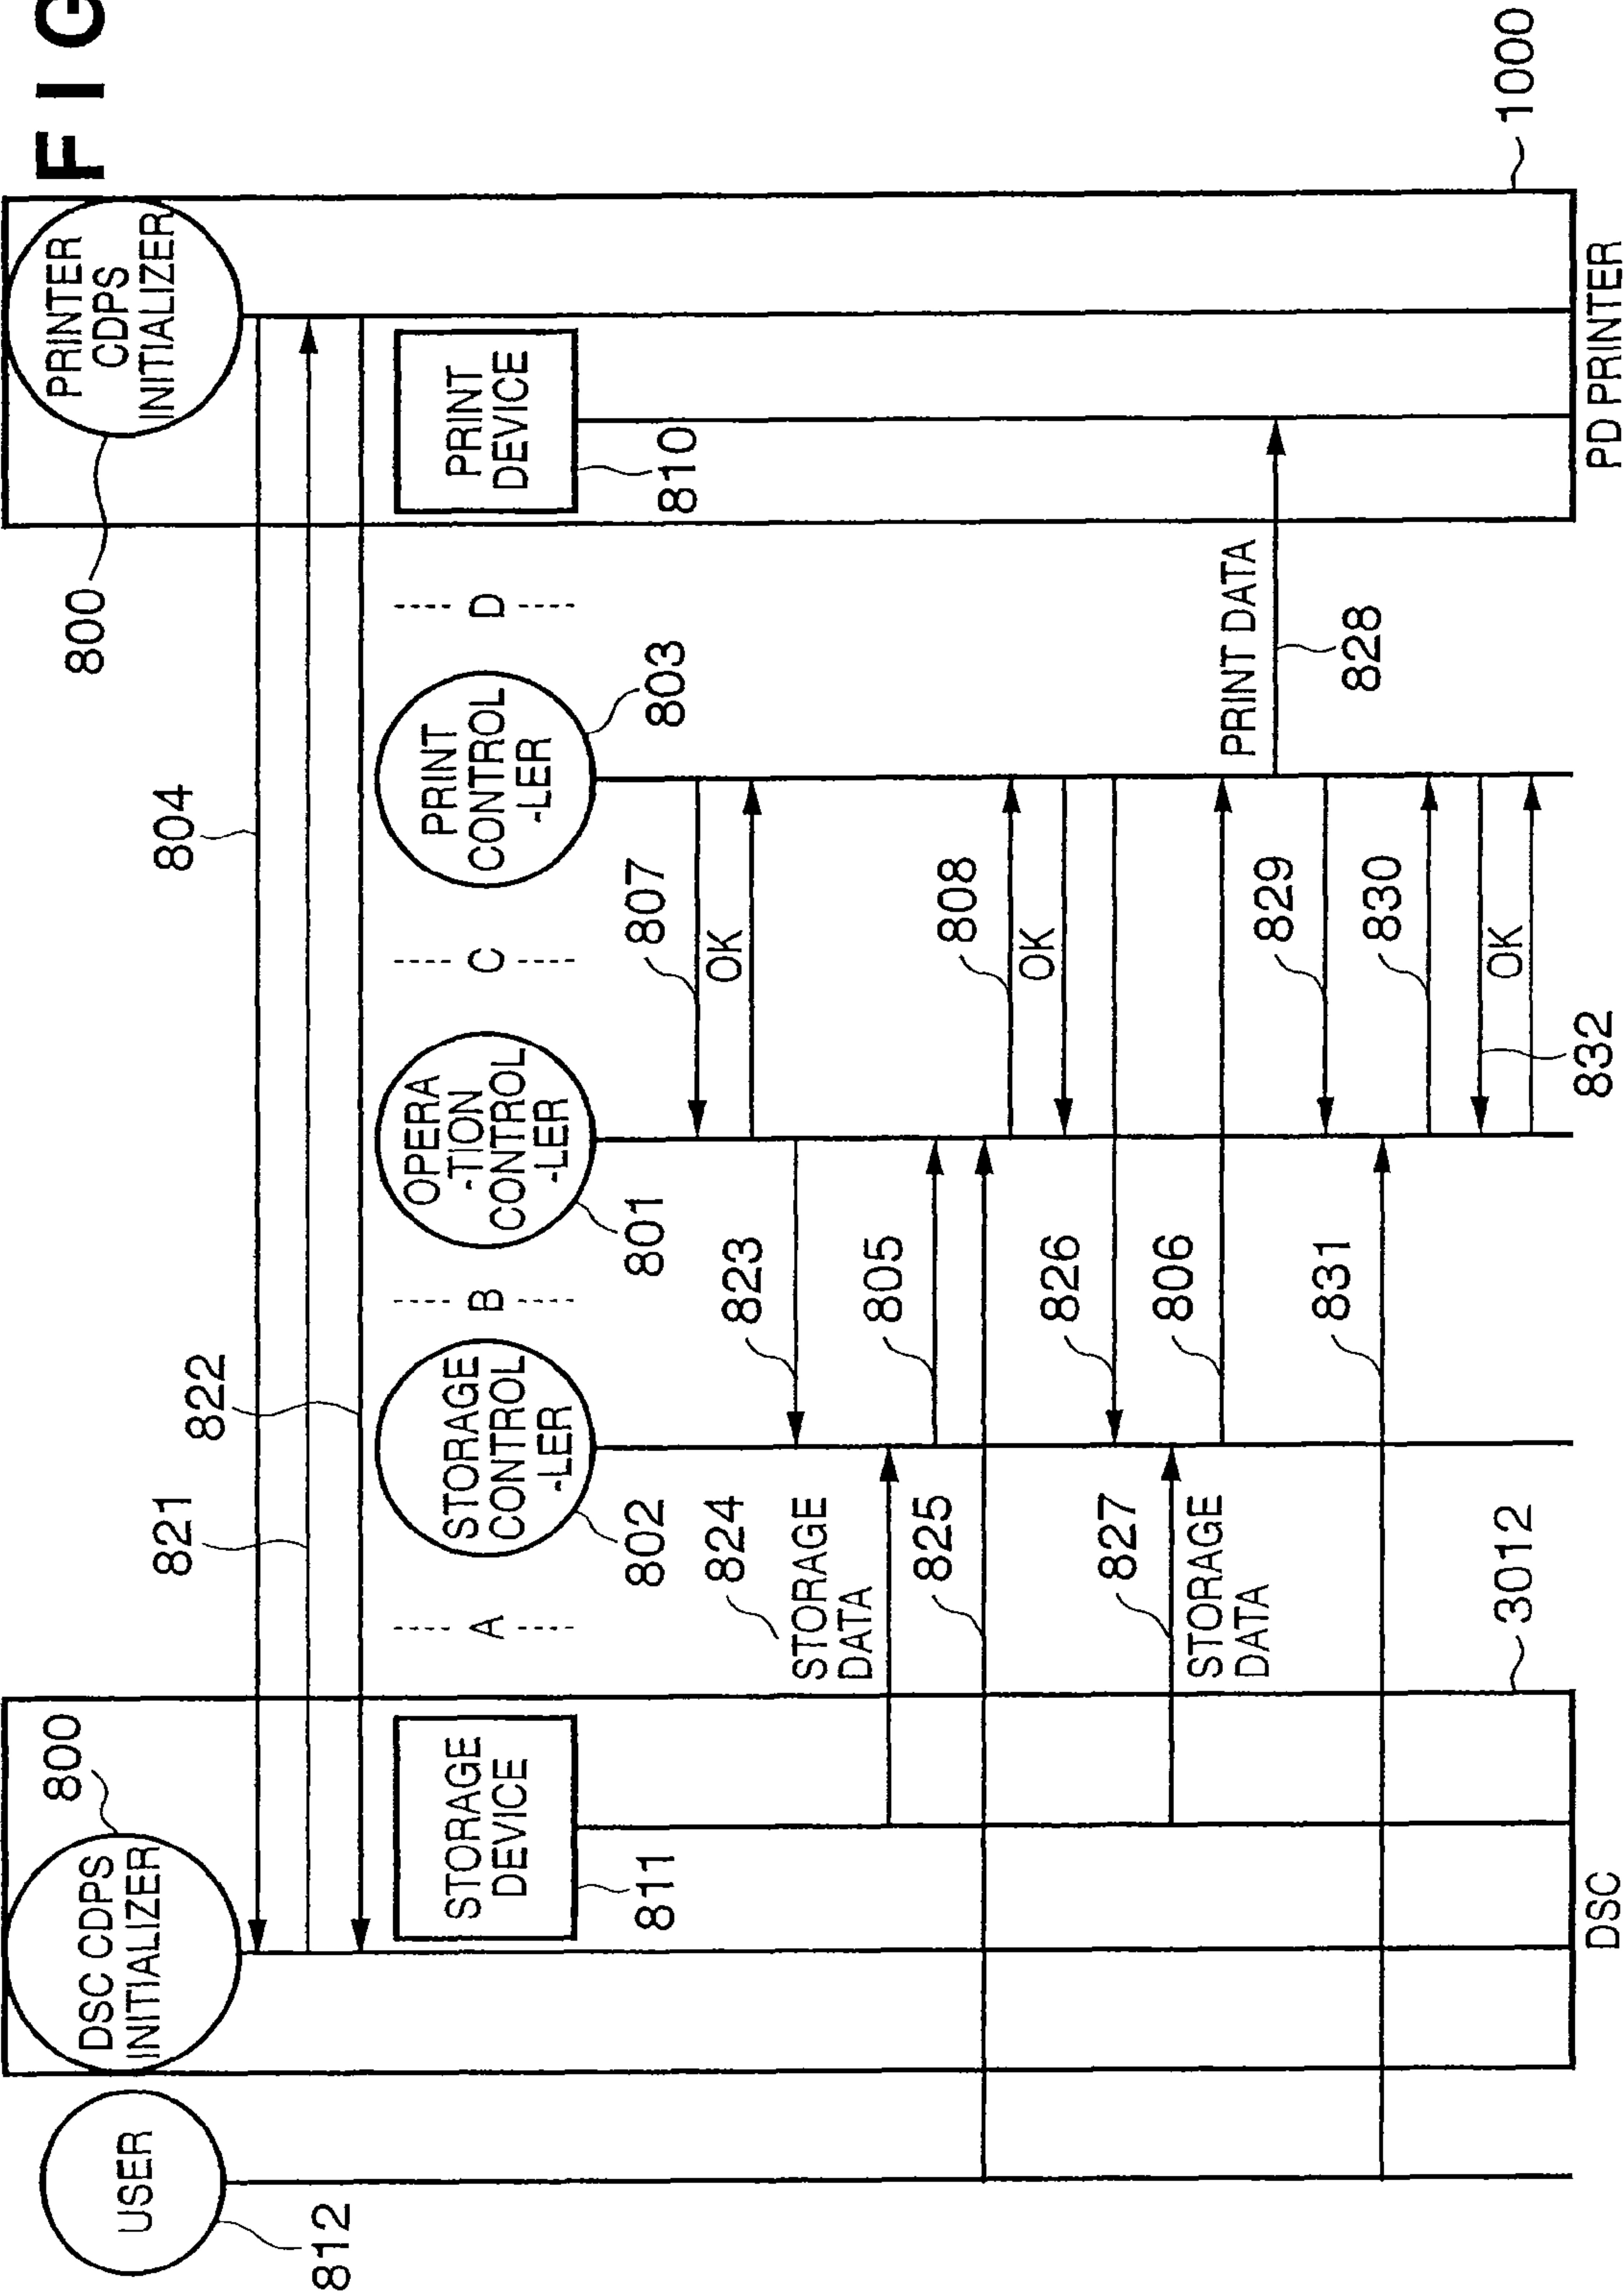 FIG
USER
812
DSC CDPS
INITIALIZER
800
PRINTER
CDPS
INITIALIZER
800
804
821
822
STORAGE
DEVICE
811
A
STORAGE
CONTROL
-LER
802
B
OPERA
-TION
CONTROL
-LER
801
C
PRINT
CONTROL
-LER
803
D
PRINT
DEVICE
810
807
OK
823
824
STORAGE
DATA
805
825
808
OK
826
827
STORAGE
DATA
806
PRINT DATA
828
829
831
830
832
OK
3012
DSC
1000
PD PRINTER